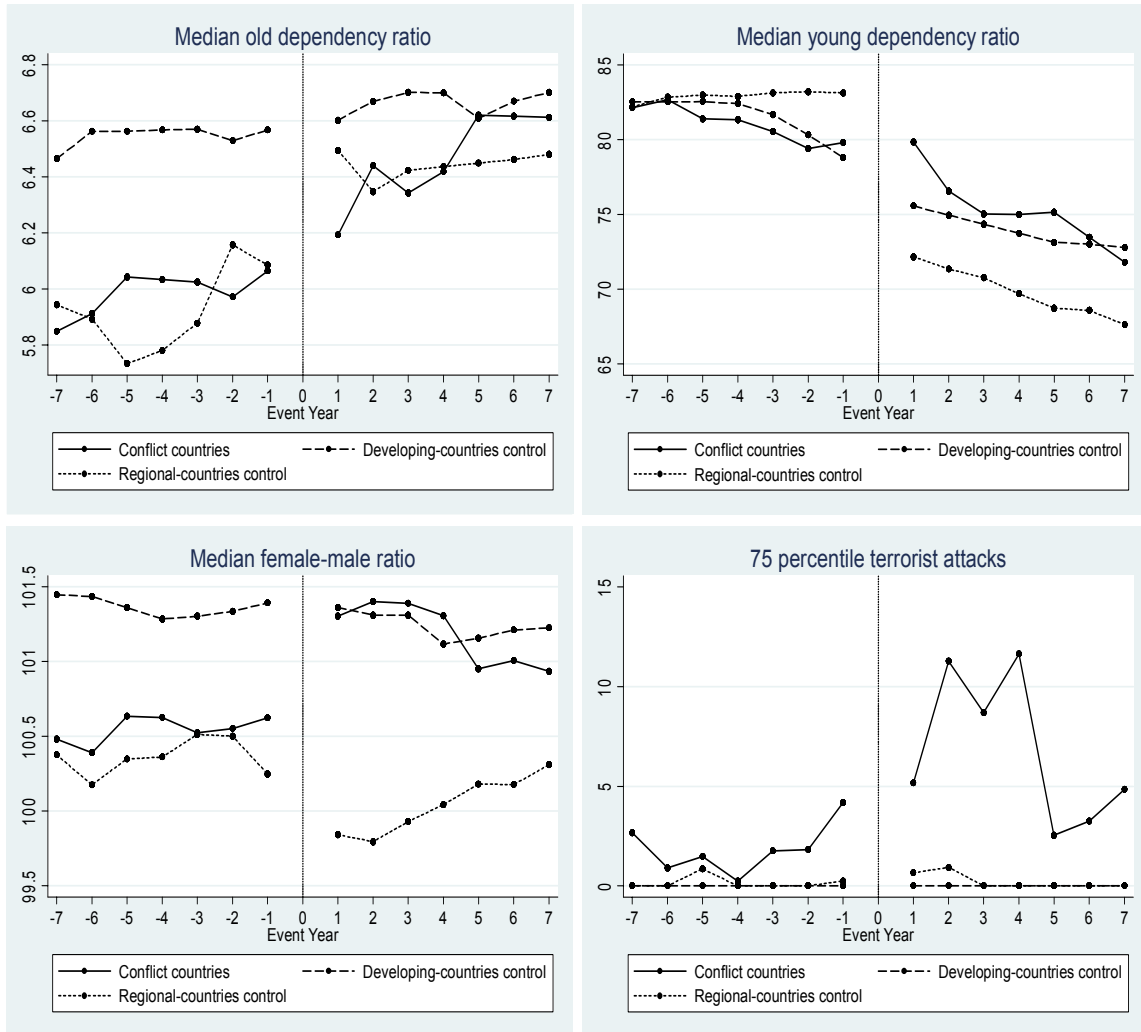 Median old dependency ratio
6.8
6.6
6.4
6.2
6
5.8
-7 -6 -5 -4 -3 -2 -1 0 1 2 3 4 5 6 7
Event Year
Conflict countries Developing-countries control
Regional-countries control
Median young dependency ratio
85
80
75
70
65
-7 -6 -5 -4 -3 -2 -1 0 1 2 3 4 5 6 7
Event Year
Conflict countries Developing-countries control
Regional-countries control
Median female-male ratio
101.5
101
100.5
100
99.5
-7 -6 -5 -4 -3 -2 -1 0 1 2 3 4 5 6 7
Event Year
Conflict countries Developing-countries control
Regional-countries control
75 percentile terrorist attacks
15
10
5
0
-7 -6 -5 -4 -3 -2 -1 0 1 2 3 4 5 6 7
Event Year
Conflict countries Developing-countries control
Regional-countries control